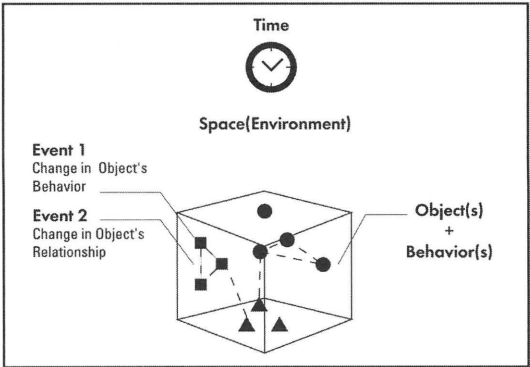 Time
Space(Environment)
Event 1
Change in Object's
Behavior
Event 2
Change in Object's
Relationship
Object(s)
+
Behavior(s)